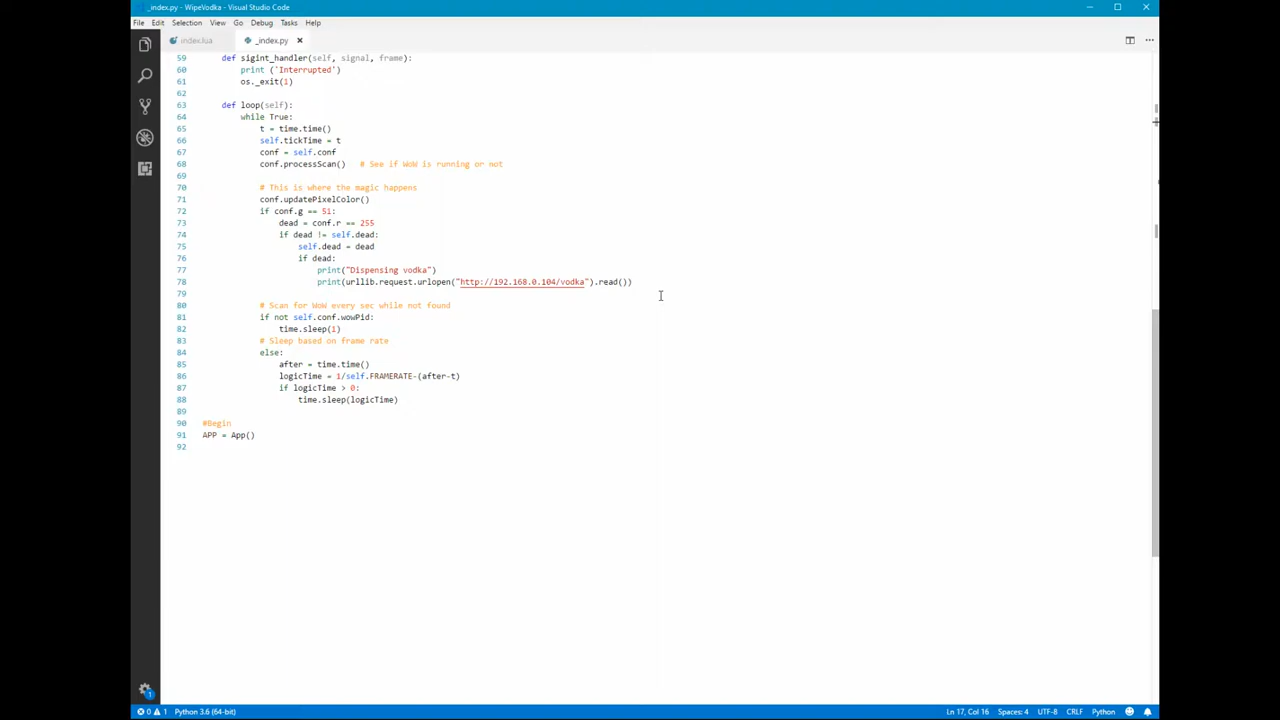 _index.py - WipeVodka - Visual Studio Code
File Edit Selection View Go Debug Tasks Help
index.lua _index.py
59 def sigint_handler(self, signal, frame):
60 print ('Interrupted')
61 os._exit(1)
62
63 def loop(self):
64 while True:
65 t = time.time()
66 self.tickTime = t
67 conf = self.conf
68 conf.processScan() # See if WoW is running or not
69
70 # This is where the magic happens
71 conf.updatePixelColor()
72 if conf.g == 51:
73 dead = conf.r == 255
74 if dead != self.dead:
75 self.dead = dead
76 if dead:
77 print("Dispensing vodka")
78 print(urllib.request.urlopen("http://192.168.0.104/vodka").read())
79
80 # Scan for WoW every sec while not found
81 if not self.conf.wowPid:
82 time.sleep(1)
83 # Sleep based on frame rate
84 else:
85 after = time.time()
86 logicTime = 1/self.FRAMERATE-(after-t)
87 if logicTime > 0:
88 time.sleep(logicTime)
89
90 #Begin
91 APP = App()
92
1
0 1 Python 3.6 (64-bit) Ln 17, Col 16 Spaces: 4 UTF-8 CRLF Python